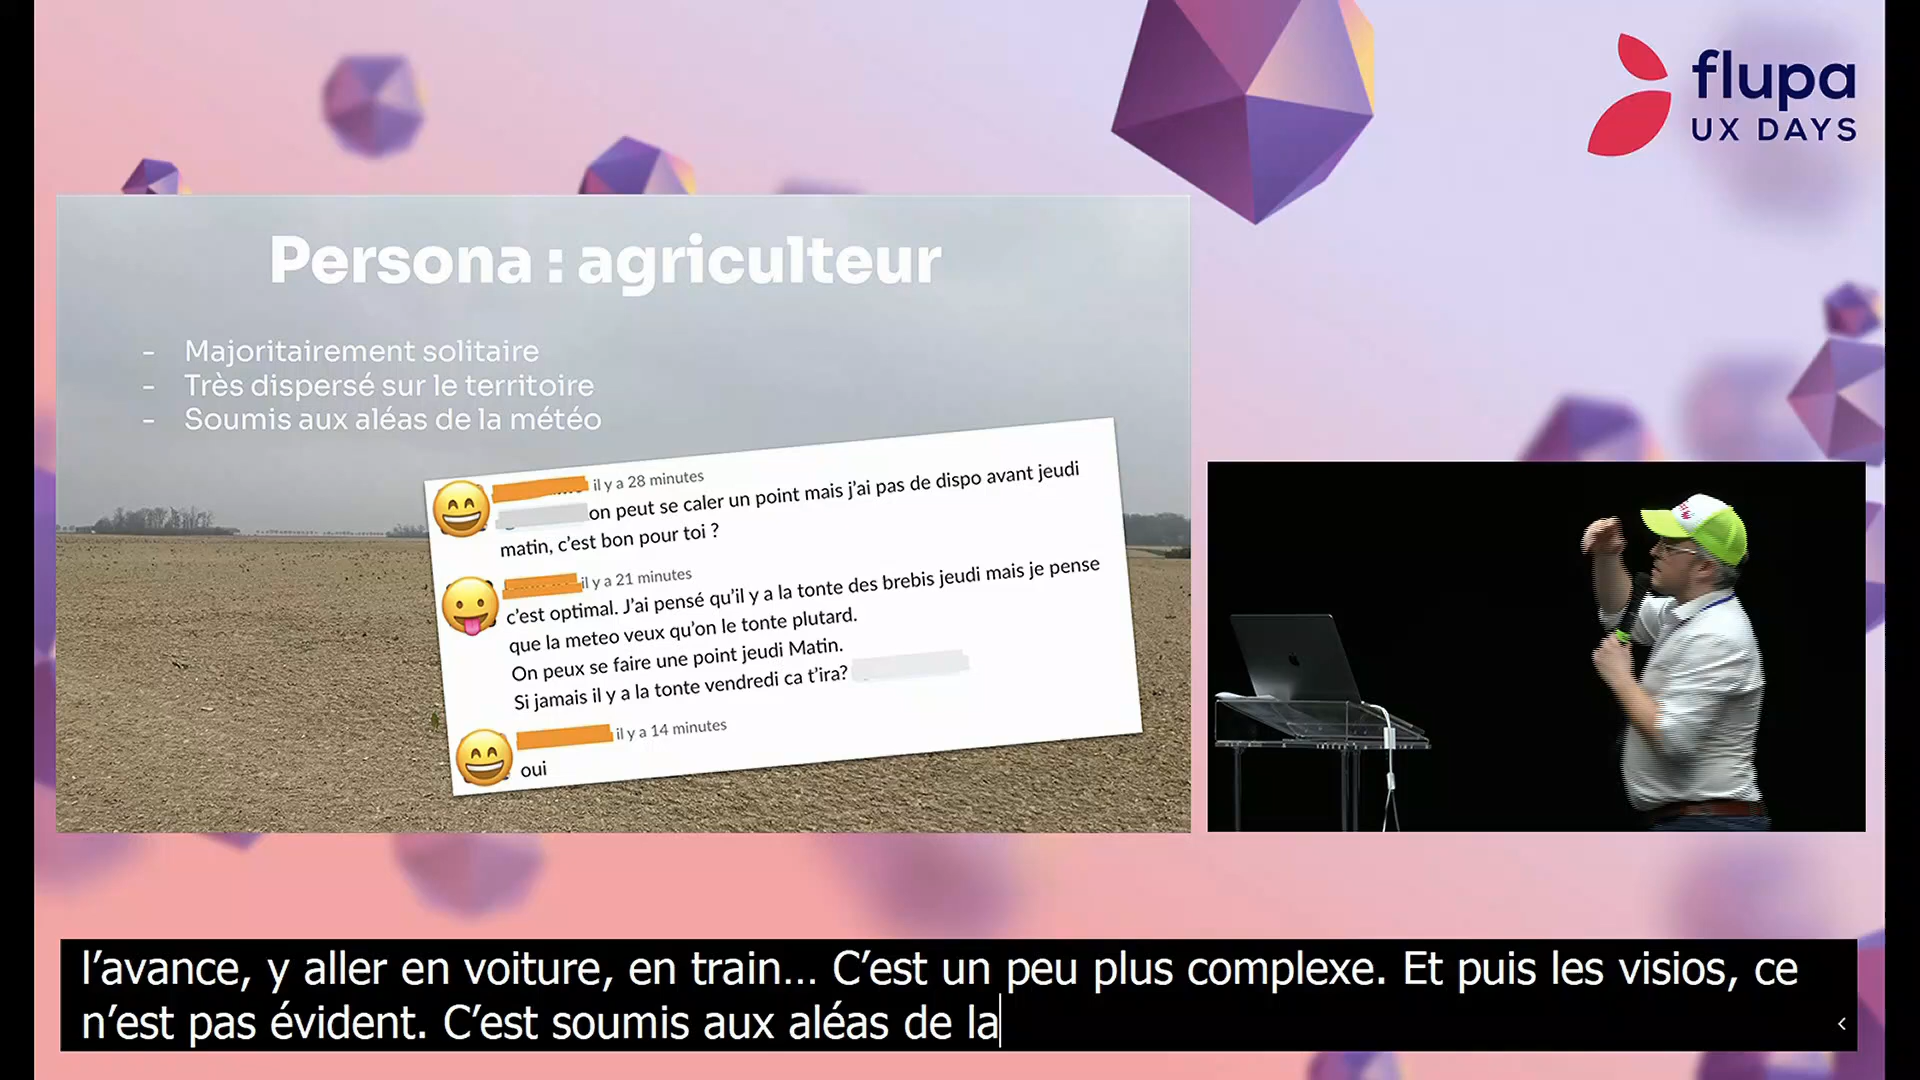 flupa
UX DAYS
Persona : agriculteur
- Majoritairement solitaire
- Très dispersé sur le territoire
- Soumis aux aléas de la météo
il y a 28 minutes
on peut se caler un point mais j'ai pas de dispo avant jeudi
matin, c'est bon pour toi ?
il y a 21 minutes
c'est optimal. J'ai pensé qu'il y a la tonte des brebis jeudi mais je pense
que la meteo veux qu'on le tonte plutard.
On peux se faire une point jeudi Matin.
Si jamais il y a la tonte vendredi ca t'ira?
il y a 14 minutes
oui
l’avance, y aller en voiture, en train... C’est un peu plus complexe. Et puis les visios, ce
n’est pas évident. C’est soumis aux aléas de la